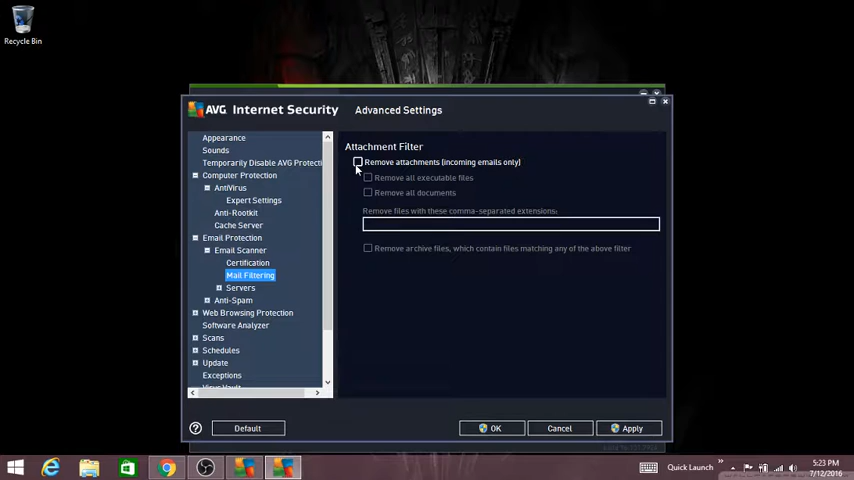 Recycle Bin
AVG Internet Security Advanced Settings
Appearance
Sounds
Temporarily Disable AVG Protecti
Computer Protection
AntiVirus
Expert Settings
Anti-Rootkit
Cache Server
Email Protection
Email Scanner
Certification
Mail Filtering
Servers
Anti-Spam
Web Browsing Protection
Software Analyzer
Scans
Schedules
Update
Exceptions
Virus Vault
Attachment Filter
Remove attachments (incoming emails only)
Remove all executable files
Remove all documents
Remove files with these comma-separated extensions:
Remove archive files, which contain files matching any of the above filter
? Default OK Cancel Apply
Quick Launch »
5:23 PM
7/12/2016